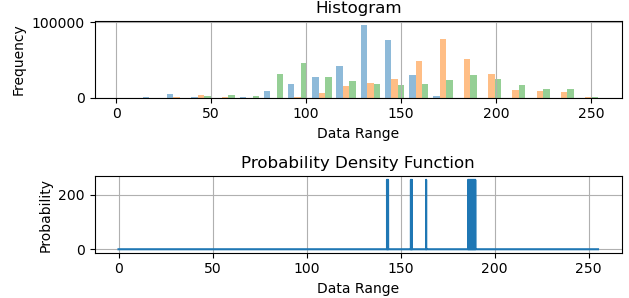 Histogram
100000
0
Frequency
0 50 100 150 200 250
Data Range
Probability Density Function
200
0
Probability
0 50 100 150 200 250
Data Range